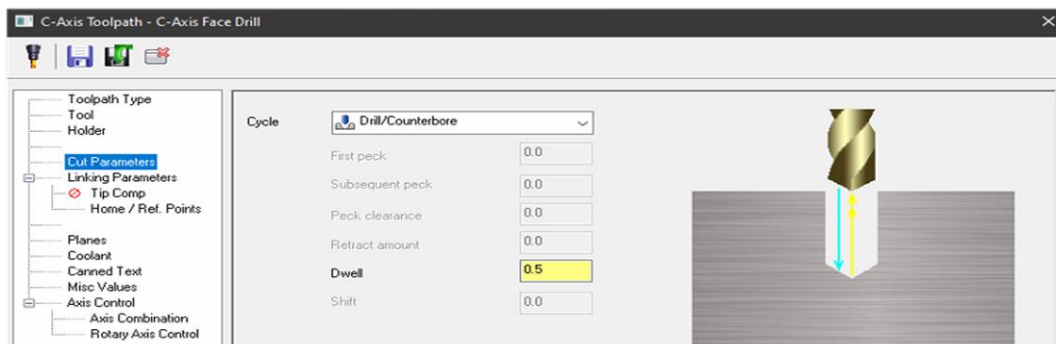 C-Axis Toolpath - C-Axis Face Drill
Toolpath Type
Tool
Holder
Cut Parameters
Linking Parameters
Tip Comp
Home / Ref. Points
Planes
Coolant
Canned Text
Misc Values
Axis Control
Axis Combination
Rotary Axis Control
Cycle Drill/Counterbore
First peck 0.0
Subsequent peck 0.0
Peck clearance 0.0
Retract amount 0.0
Dwell 0.5
Shift 0.0